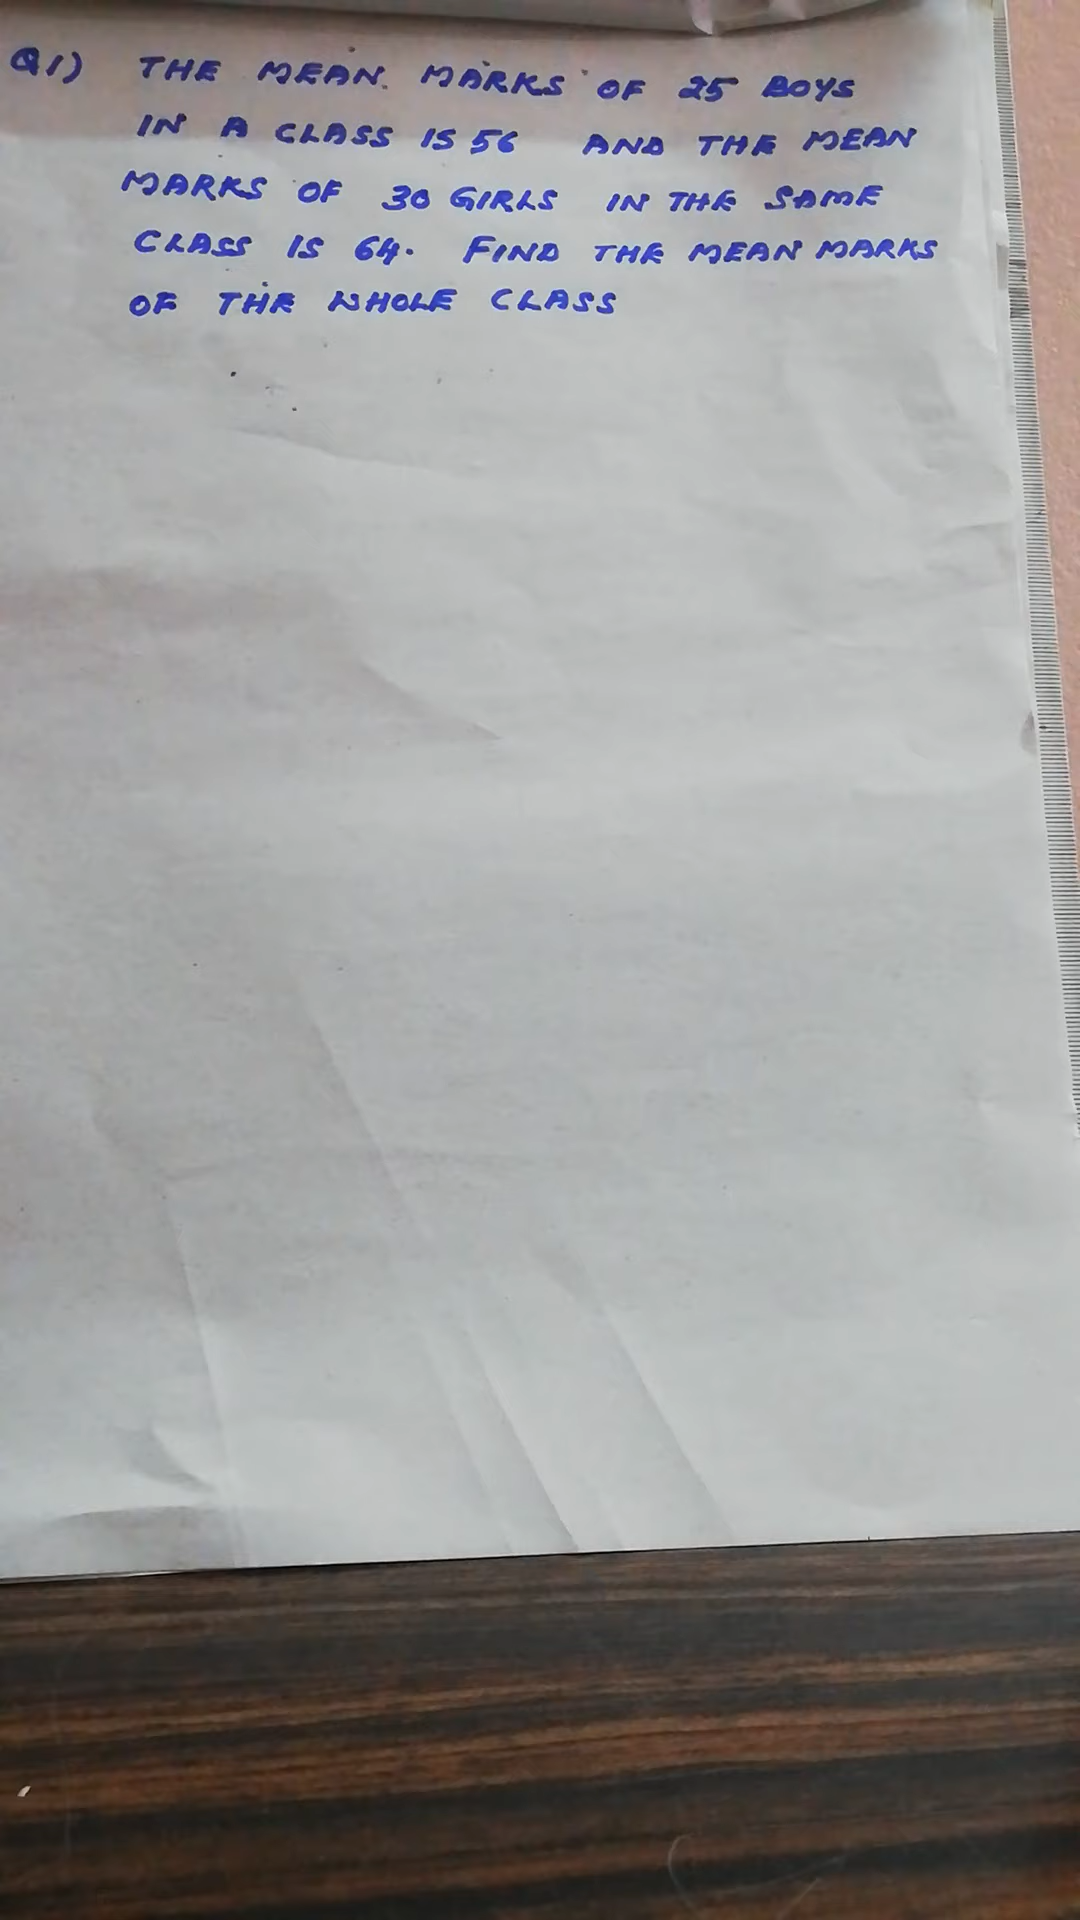 Q1) THE MEAN MARKS OF 25 BOYS
IN A CLASS IS 56 AND THE MEAN
MARKS OF 30 GIRLS IN THE SAME
CLASS IS 64. FIND THE MEAN MARKS
OF THE WHOLE CLASS